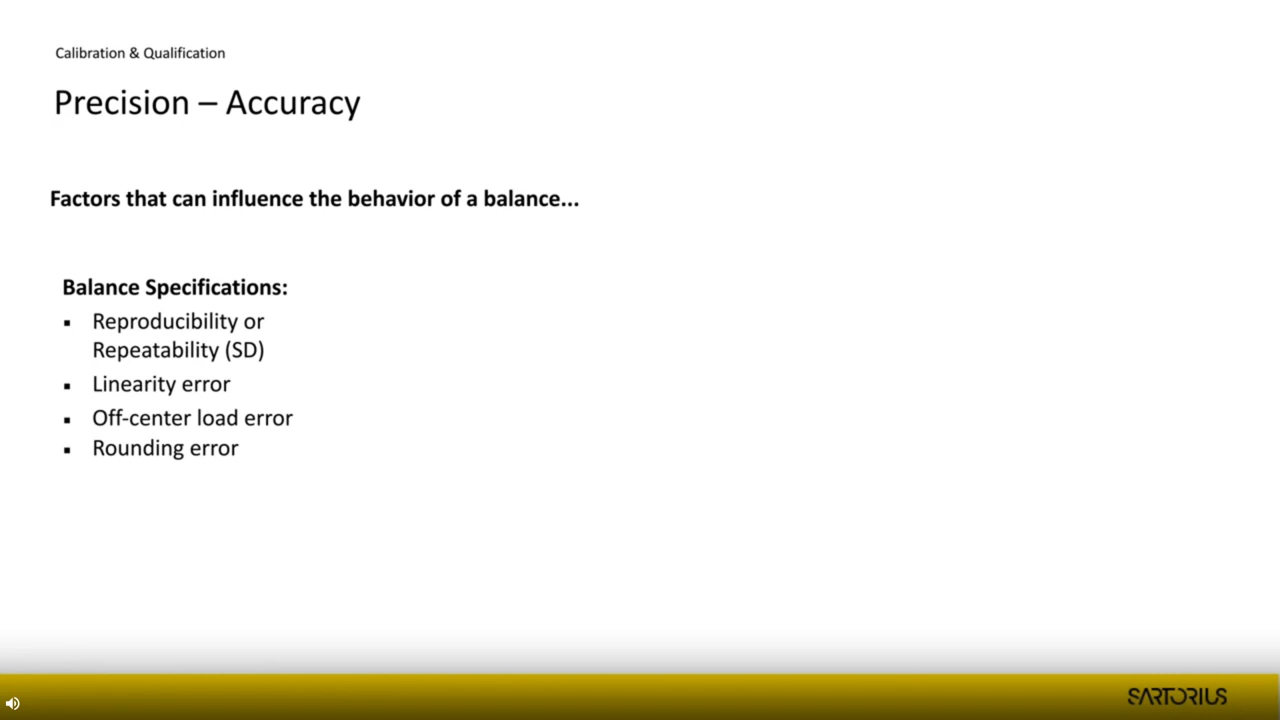 Calibration & Qualification
Precision – Accuracy
Factors that can influence the behavior of a balance...
Balance Specifications:
▪ Reproducibility or
Repeatability (SD)
▪ Linearity error
▪ Off-center load error
▪ Rounding error
SARTORIUS